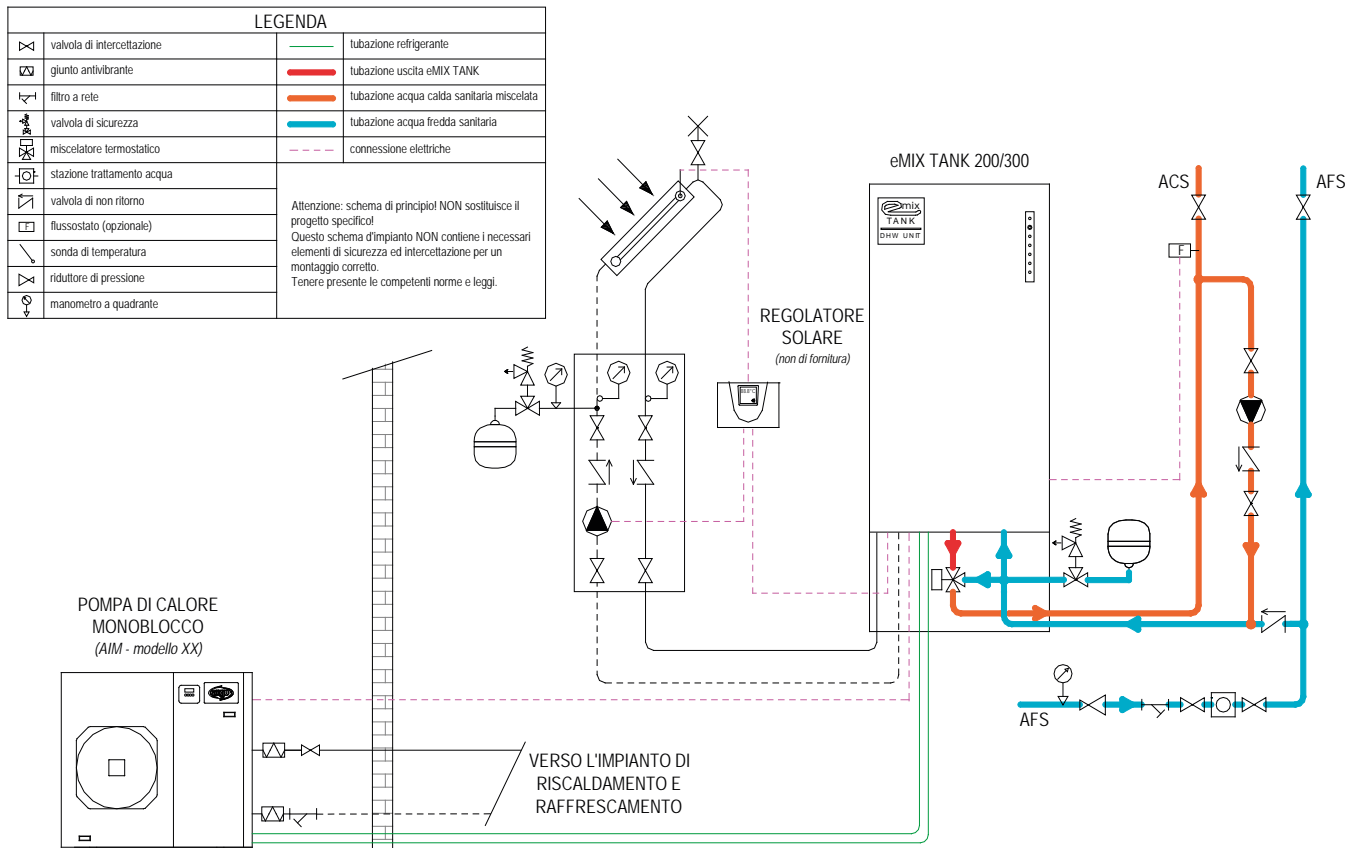 LEGENDA
valvola di intercettazione
tubazione refrigerante
giunto antivibrante
tubazione uscita eMIX TANK
filtro a rete
tubazione acqua calda sanitaria miscelata
valvola di sicurezza
tubazione acqua fredda sanitaria
miscelatore termostatico
connessione elettriche
stazione trattamento acqua
valvola di non ritorno
F
flussostato (opzionale)
sonda di temperatura
riduttore di pressione
manometro a quadrante
Attenzione: schema di principio! NON sostituisce il
progetto specifico!
Questo schema d'impianto NON contiene i necessari
elementi di sicurezza ed intercettazione per un
montaggio corretto.
Tenere presente le competenti norme e leggi.
eMIX TANK 200/300
emix
TANK
DHW UNIT
ACS
AFS
F
REGOLATORE
SOLARE
(non di fornitura)
POMPA DI CALORE
MONOBLOCCO
(AIM - modello XX)
VERSO L'IMPIANTO DI
RISCALDAMENTO E
RAFFRESCAMENTO
AFS